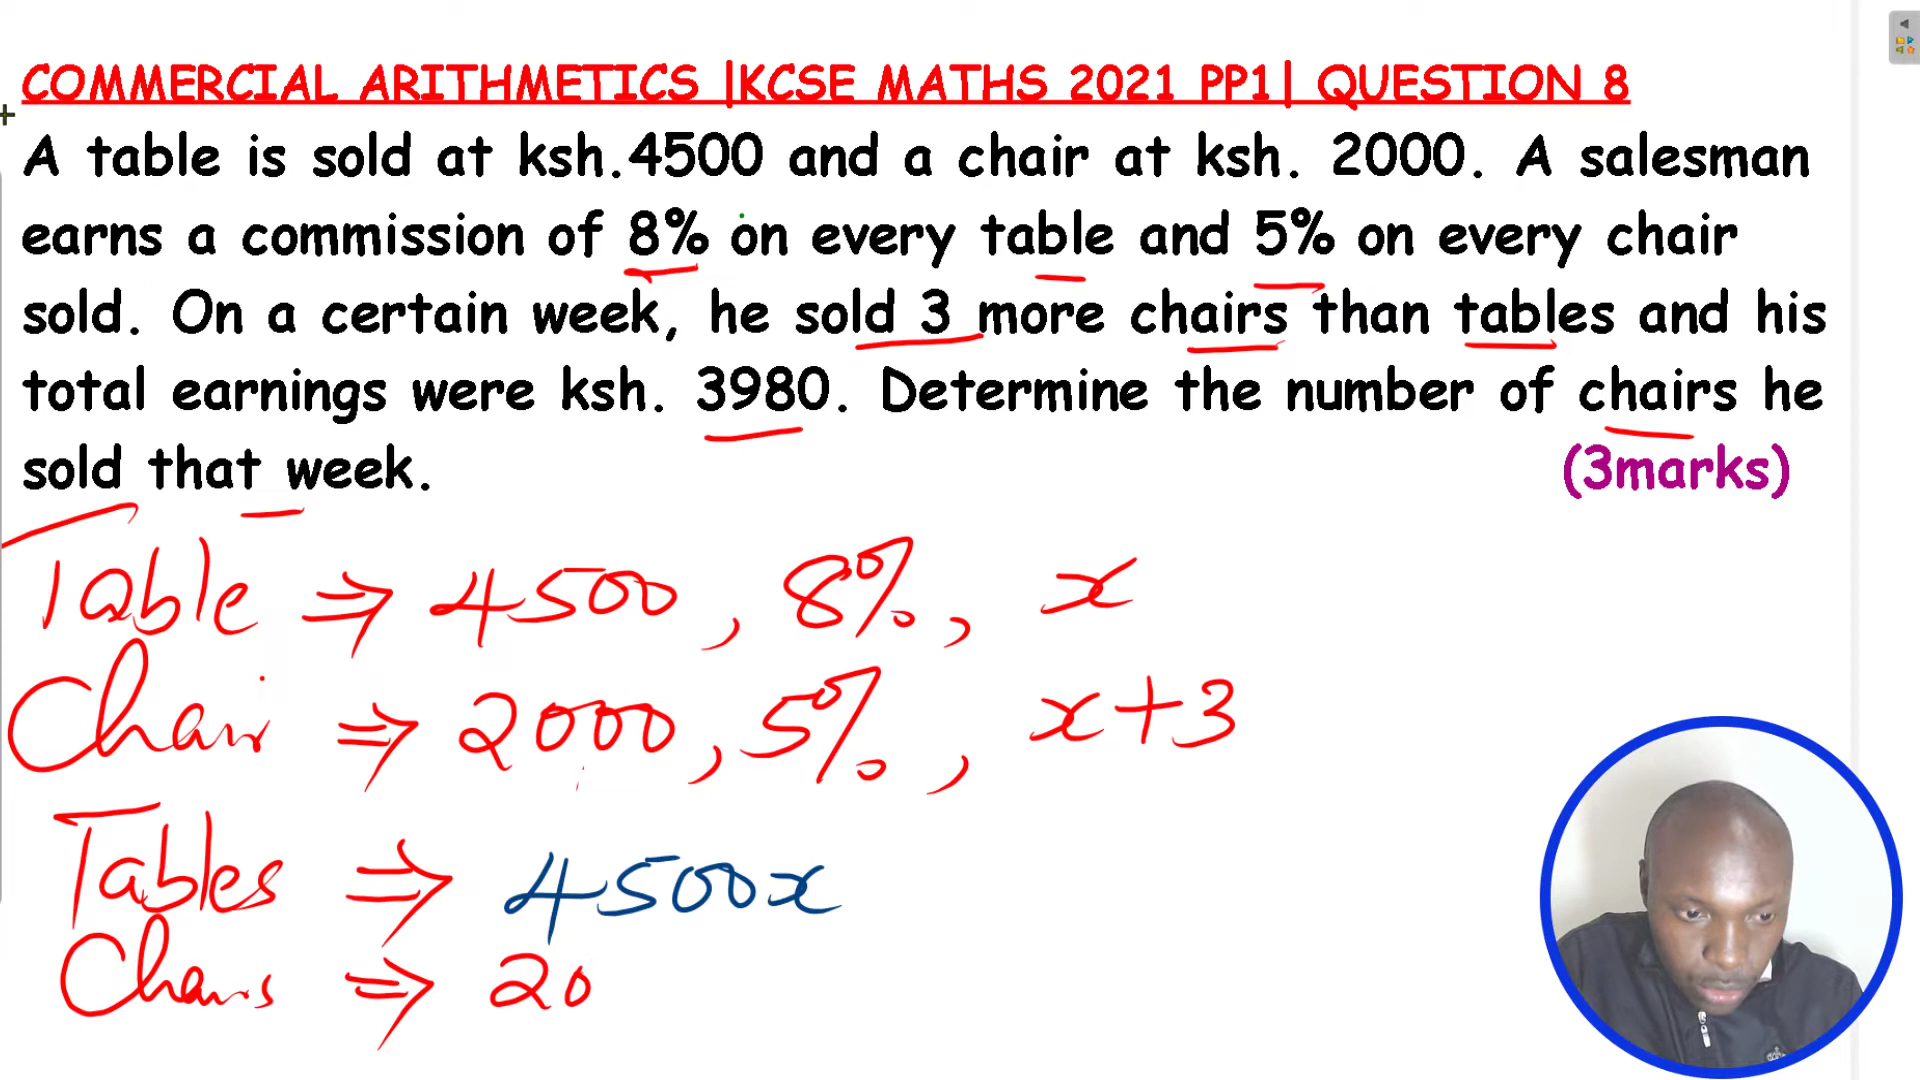 COMMERCIAL ARITHMETICS |KCSE MATHS 2021 PP1| QUESTION 8
A table is sold at ksh.4500 and a chair at ksh. 2000. A salesman
earns a commission of 8% on every table and 5% on every chair
sold. On a certain week, he sold 3 more chairs than tables and his
total earnings were ksh. 3980. Determine the number of chairs he
sold that week. (3marks)
Table ⇒ 4500, 8%, x
Chair ⇒ 2000, 5%, x+3
Tables ⇒ 4500x
Chairs ⇒ 20